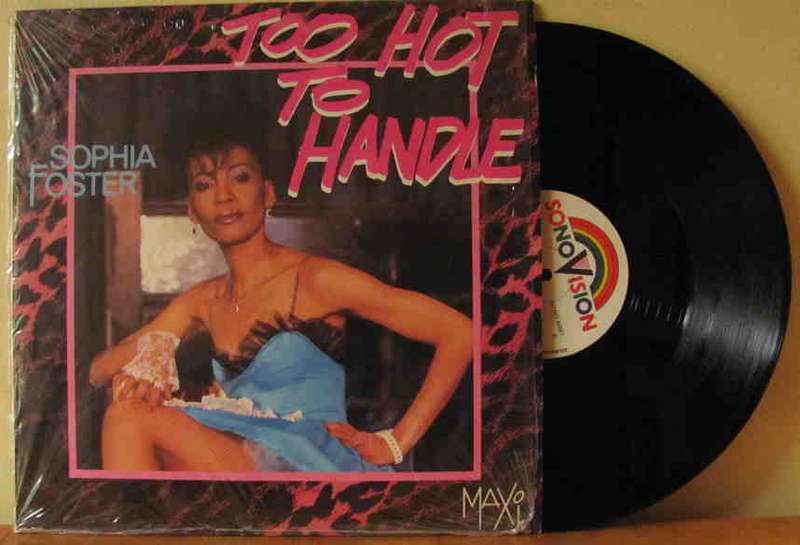 TOO HOT
TO
HANDLE
SOPHIA
FOSTER
SONOVISION
MAXI